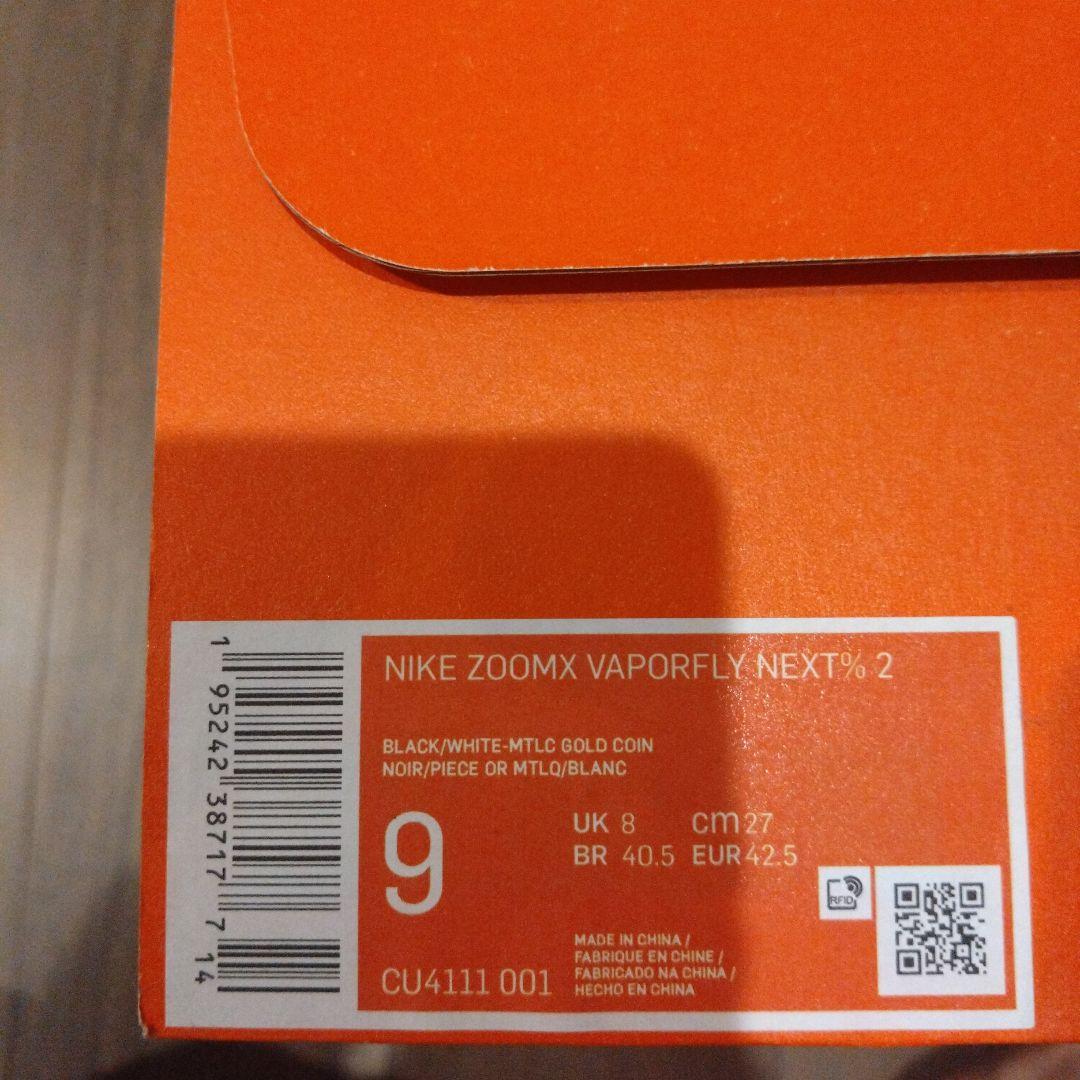 NIKE ZOOMX VAPORFLY NEXT% 2
BLACK/WHITE-MTLC GOLD COIN
NOIR/PIECE OR MTLQ/BLANC
9
UK 8 CM 27
BR 40.5 EUR 42.5
RFID
CU4111 001
MADE IN CHINA /
FABRIQUE EN CHINE /
FABRICADO NA CHINA /
HECHO EN CHINA
1 95242 38717 7 14